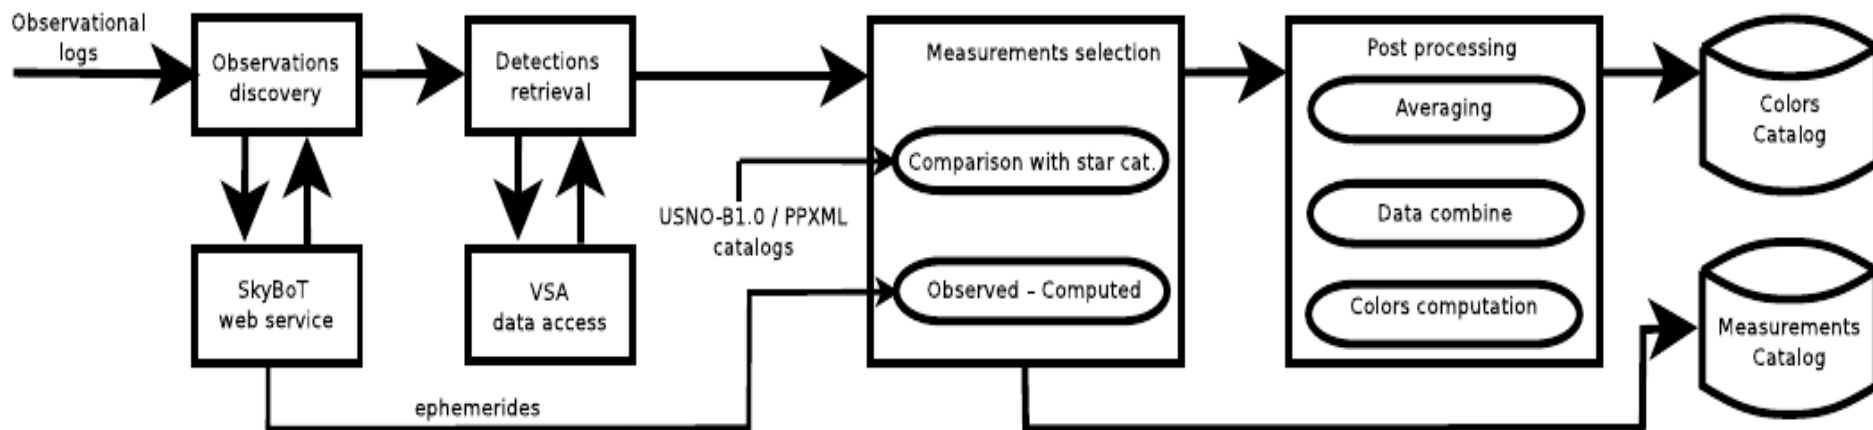 Observational
logs
Observations
discovery
SkyBoT
web service
ephemerides
Detections
retrieval
VSA
data access
USNO-B1.0 / PPXML
catalogs
Measurements selection
Comparison with star cat.
Observed – Computed
Post processing
Averaging
Data combine
Colors computation
Colors
Catalog
Measurements
Catalog